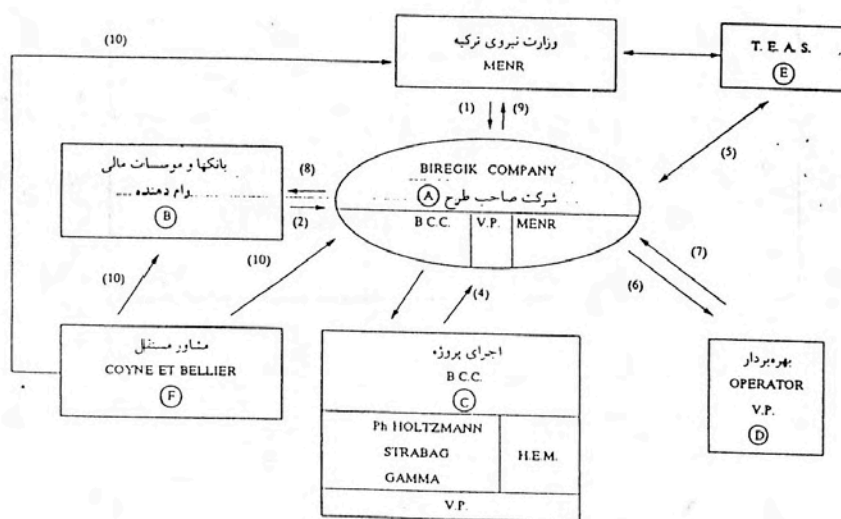 (10)
وزارت نیروی ترکیه
MENR
T. E. A. S.
E
(1)
(9)
(5)
بانکها و موسسات مالی
وام دهنده
B
(8)
(2)
BIREGIK COMPANY
شرکت صاحب طرح A
B C C.
V.P.
MENR
(10)
(10)
(4)
(7)
(6)
مشاور مستقل
COYNE ET BELLIER
F
اجرای پروژه
B C.C.
C
Ph HOLTZMANN
STRABAG
GAMMA
H.E.M.
V.P.
بهره‌بردار
OPERATOR
V.P.
D